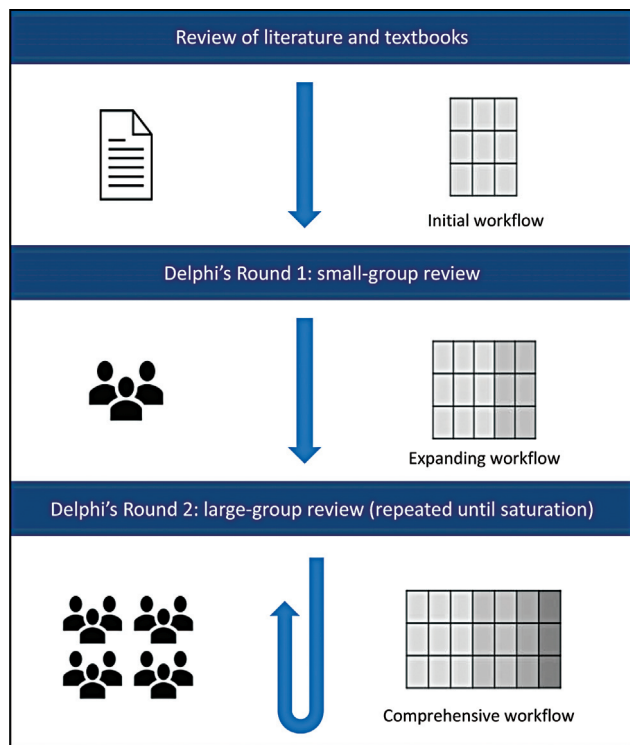 Review of literature and textbooks
Initial workflow
Delphi's Round 1: small-group review
Expanding workflow
Delphi's Round 2: large-group review (repeated until saturation)
Comprehensive workflow